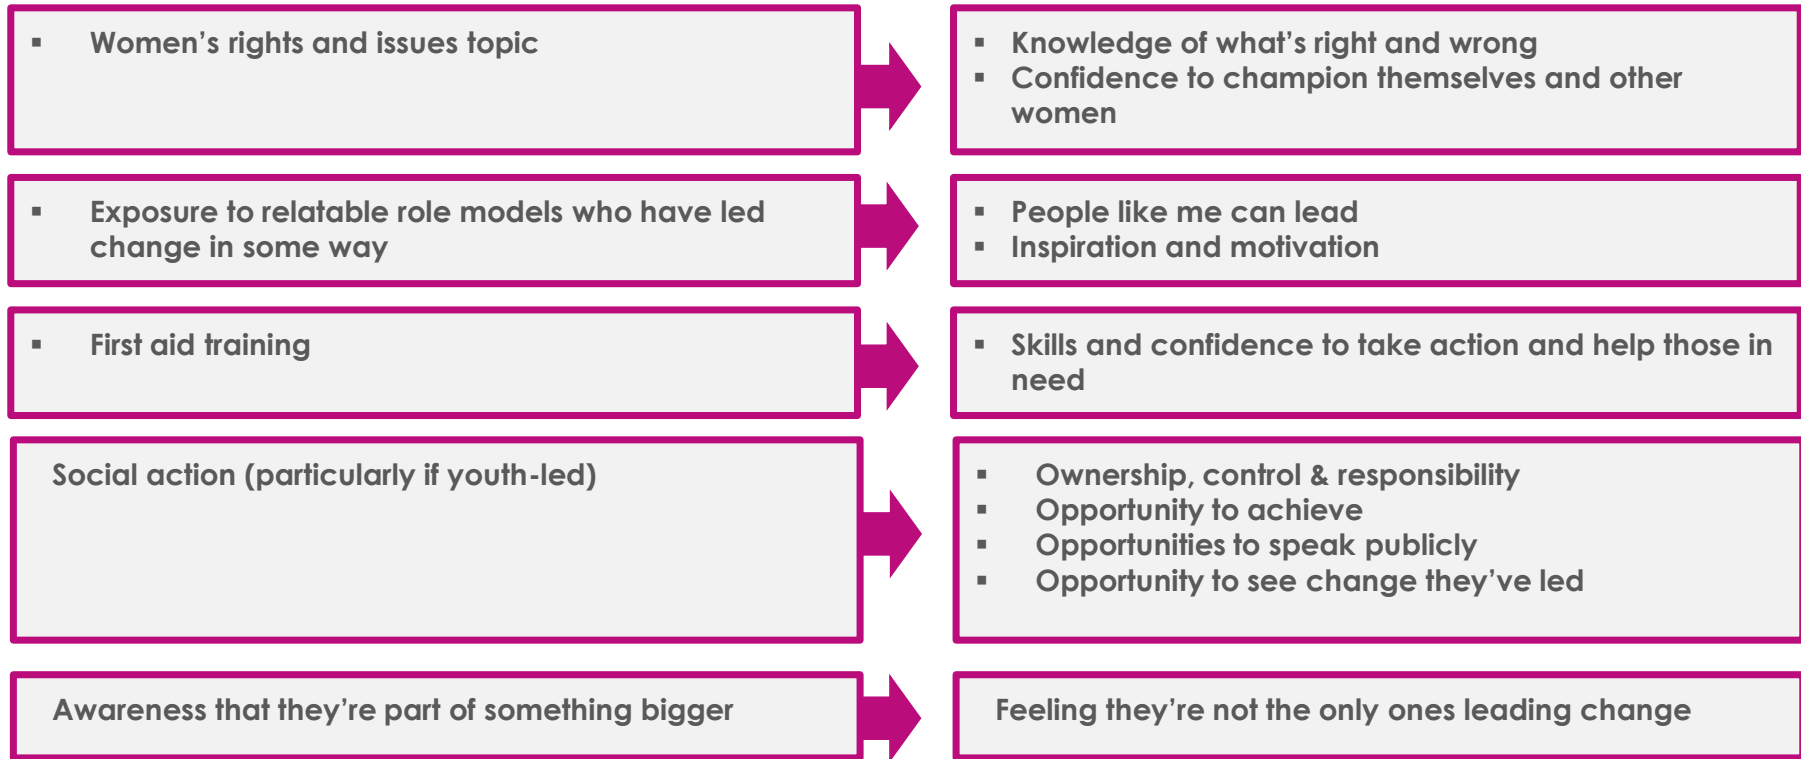 ▪ Women’s rights and issues topic
▪ Knowledge of what’s right and wrong
▪ Confidence to champion themselves and other
women
▪ Exposure to relatable role models who have led
change in some way
▪ People like me can lead
▪ Inspiration and motivation
▪ First aid training
▪ Skills and confidence to take action and help those in
need
Social action (particularly if youth-led)
▪ Ownership, control & responsibility
▪ Opportunity to achieve
▪ Opportunities to speak publicly
▪ Opportunity to see change they’ve led
Awareness that they’re part of something bigger
Feeling they’re not the only ones leading change